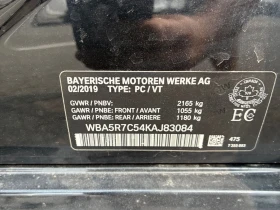 BAYERISCHE MOTOREN WERKE AG
02/2019 TYPE: PC / VT
GVWR / PNBV: 2165 kg
GAWR / PNBE: FRONT / AVANT 1055 kg
GAWR / PNBE: REAR / ARRIERE 1180 kg
WBA5R7C54KAJ83084
EC
475